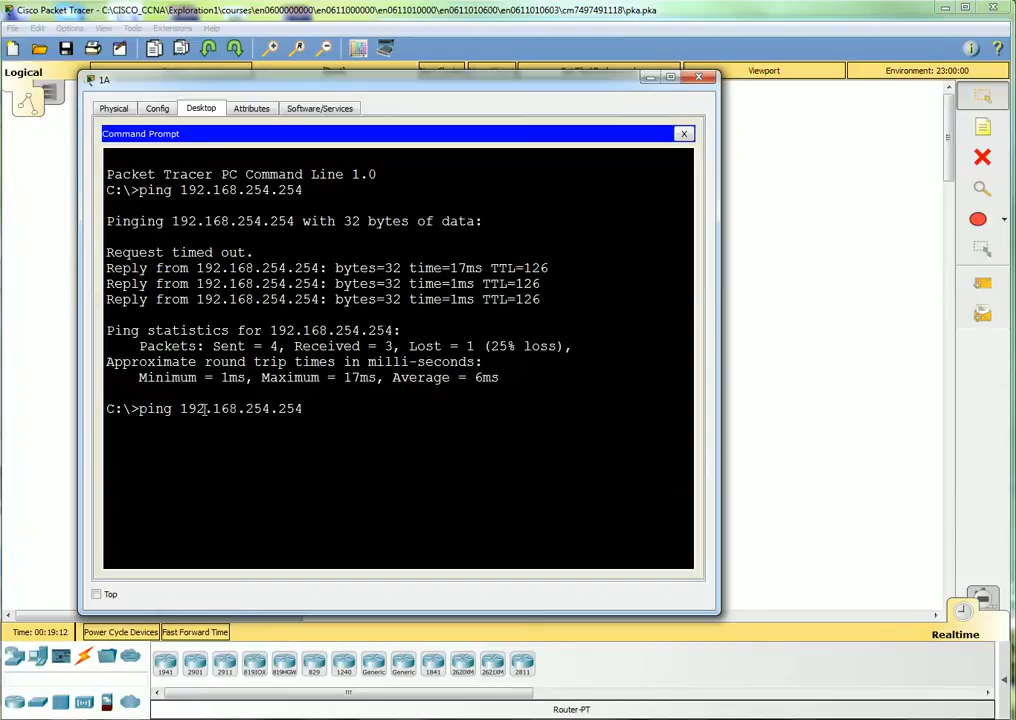 Cisco Packet Tracer - C:\CISCO_CCNA\Exploration1\courses\en0600000000\en0611000000\en0611010000\en0611010600\en0611010603\cm7497491118\pka.pka
File Edit Options View Tools Extensions Help
Logical
Viewport
Environment: 23:00:00
1A
Physical Config Desktop Attributes Software/Services
Command Prompt
X
Packet Tracer PC Command Line 1.0
C:\>ping 192.168.254.254
Pinging 192.168.254.254 with 32 bytes of data:
Request timed out.
Reply from 192.168.254.254: bytes=32 time=17ms TTL=126
Reply from 192.168.254.254: bytes=32 time=1ms TTL=126
Reply from 192.168.254.254: bytes=32 time=1ms TTL=126
Ping statistics for 192.168.254.254:
Packets: Sent = 4, Received = 3, Lost = 1 (25% loss),
Approximate round trip times in milli-seconds:
Minimum = 1ms, Maximum = 17ms, Average = 6ms
C:\>ping 192.168.254.254
Top
Time: 00:19:12 Power Cycle Devices Fast Forward Time
Realtime
1941 2901 2911 819IOX 819HGW 829 1240 Generic Generic 1841 2620XM 2621XM 2811
Router-PT